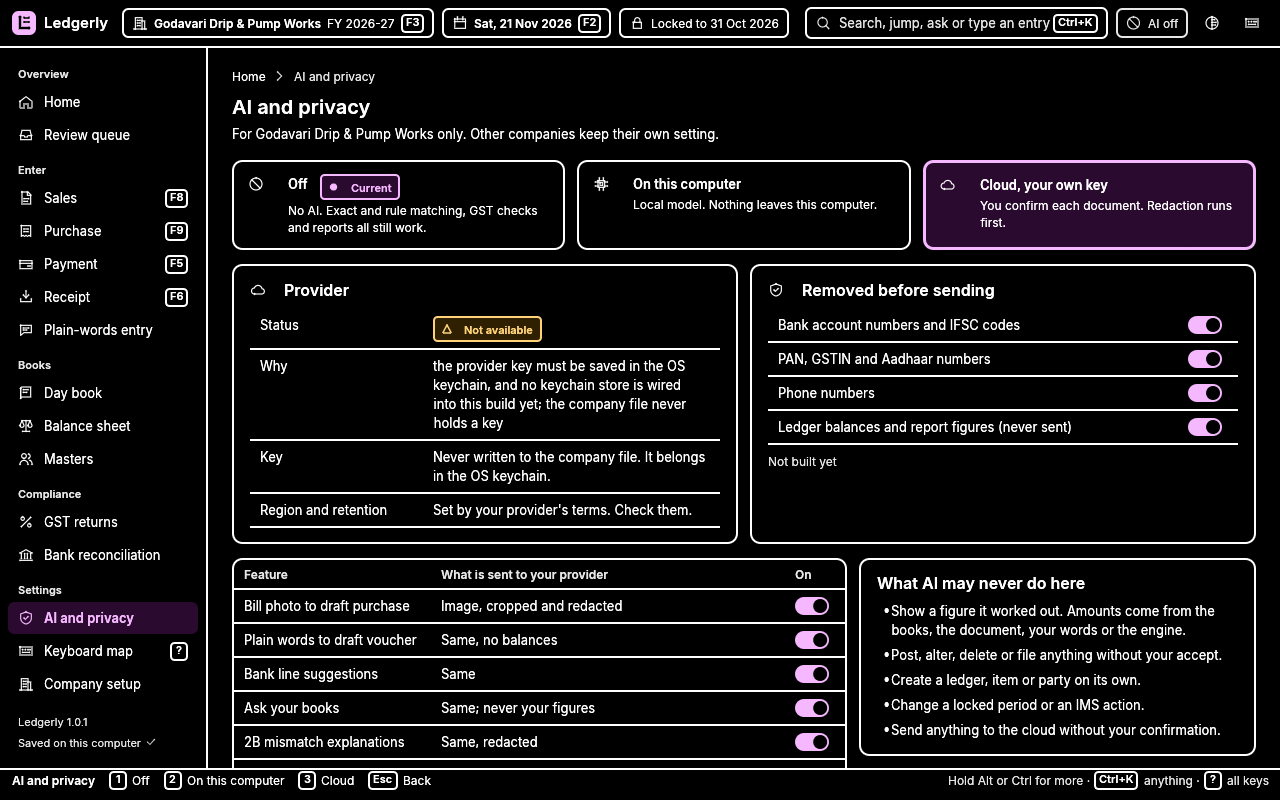 Ledgerly
Godavari Drip & Pump Works FY 2026-27 F3
Sat, 21 Nov 2026 F2
Locked to 31 Oct 2026
Search, jump, ask or type an entry Ctrl+K
AI off
Overview
Home
Review queue
Enter
Sales F8
Purchase F9
Payment F5
Receipt F6
Plain-words entry
Books
Day book
Balance sheet
Masters
Compliance
GST returns
Bank reconciliation
Settings
AI and privacy
Keyboard map ?
Company setup
Ledgerly 1.0.1
Saved on this computer
Home AI and privacy
AI and privacy
For Godavari Drip & Pump Works only. Other companies keep their own setting.
Off Current
No AI. Exact and rule matching, GST checks
and reports all still work.
On this computer
Local model. Nothing leaves this computer.
Cloud, your own key
You confirm each document. Redaction runs
first.
Provider
Status Not available
Why the provider key must be saved in the OS
keychain, and no keychain store is wired
into this build yet; the company file never
holds a key
Key Never written to the company file. It belongs
in the OS keychain.
Region and retention Set by your provider's terms. Check them.
Removed before sending
Bank account numbers and IFSC codes
PAN, GSTIN and Aadhaar numbers
Phone numbers
Ledger balances and report figures (never sent)
Not built yet
Feature What is sent to your provider On
Bill photo to draft purchase Image, cropped and redacted
Plain words to draft voucher Same, no balances
Bank line suggestions Same
Ask your books Same; never your figures
2B mismatch explanations Same, redacted
What AI may never do here
•Show a figure it worked out. Amounts come from the
books, the document, your words or the engine.
•Post, alter, delete or file anything without your accept.
•Create a ledger, item or party on its own.
•Change a locked period or an IMS action.
•Send anything to the cloud without your confirmation.
AI and privacy 1 Off 2 On this computer 3 Cloud Esc Back
Hold Alt or Ctrl for more · Ctrl+K anything · ? all keys